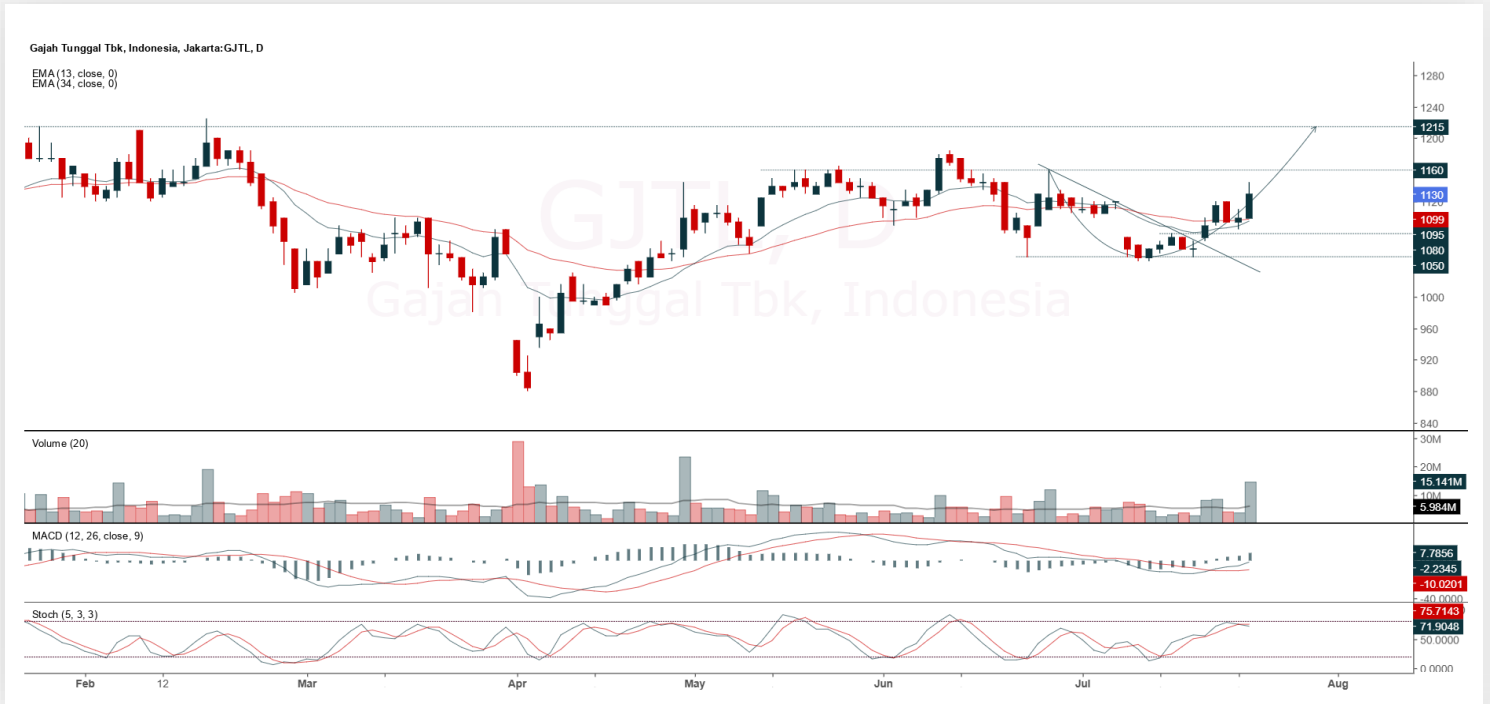 Gajah Tunggal Tbk, Indonesia, Jakarta:GJTL, D
EMA (13, close, 0)
EMA (34, close, 0)
GJTL, D
Gajah Tunggal Tbk, Indonesia
1280
1240
1215
1200
1160
1130
1120
1099
1095
1080
1050
1000
960
920
880
840
Volume (20)
30M
20M
15.141M
10M
5.984M
MACD (12, 26, close, 9)
7.7856
-2.2345
-10.0201
-40.0000
Stoch (5, 3, 3)
75.7143
71.9048
50.0000
0.0000
Feb
12
Mar
Apr
May
Jun
Jul
Aug